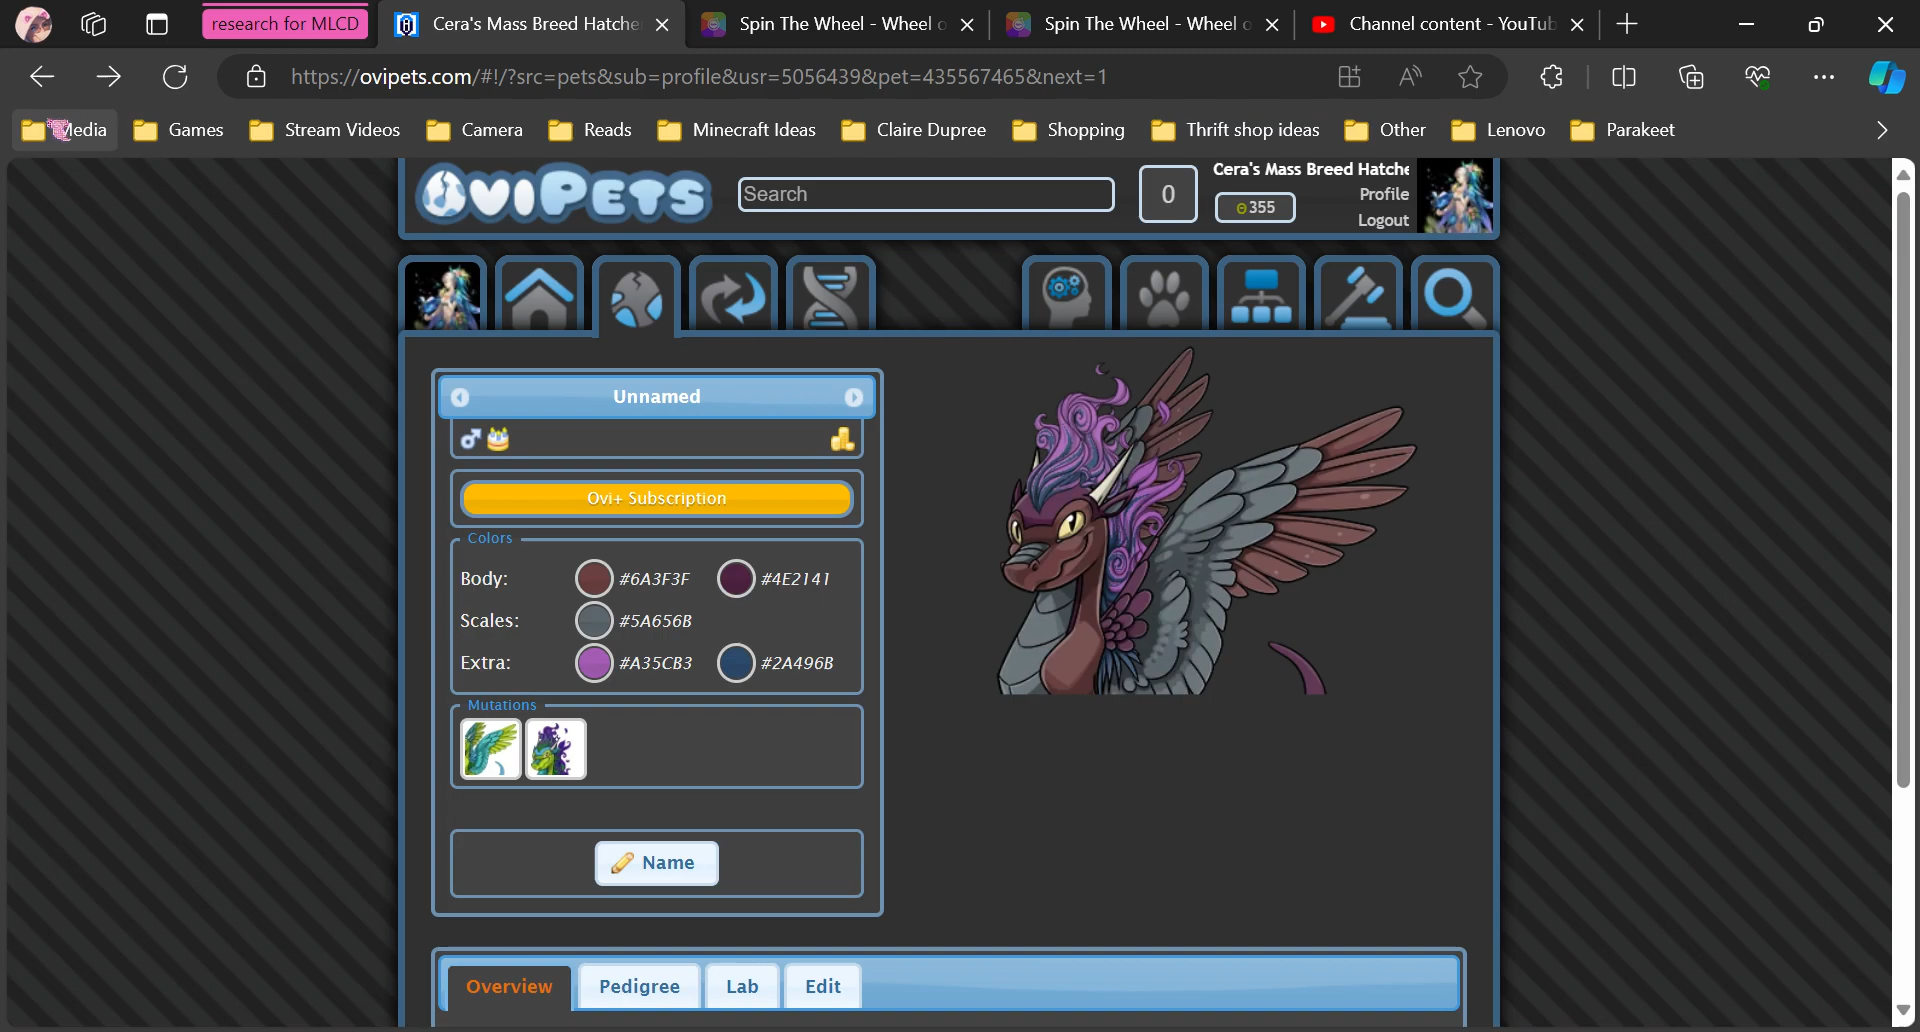 research for MLCD
Cera's Mass Breed Hatche
Spin The Wheel - Wheel o
Spin The Wheel - Wheel o
Channel content - YouTub
https://ovipets.com/#!/?src=pets&sub=profile&usr=5056439&pet=435567465&next=1
Media
Games
Stream Videos
Camera
Reads
Minecraft Ideas
Claire Dupree
Shopping
Thrift shop ideas
Other
Lenovo
Parakeet
OviPets
Search
0
Cera's Mass Breed Hatche
355
Profile
Logout
Unnamed
Ovi+ Subscription
Colors
Body: #6A3F3F #4E2141
Scales: #5A656B
Extra: #A35CB3 #2A496B
Mutations
Name
Overview
Pedigree
Lab
Edit